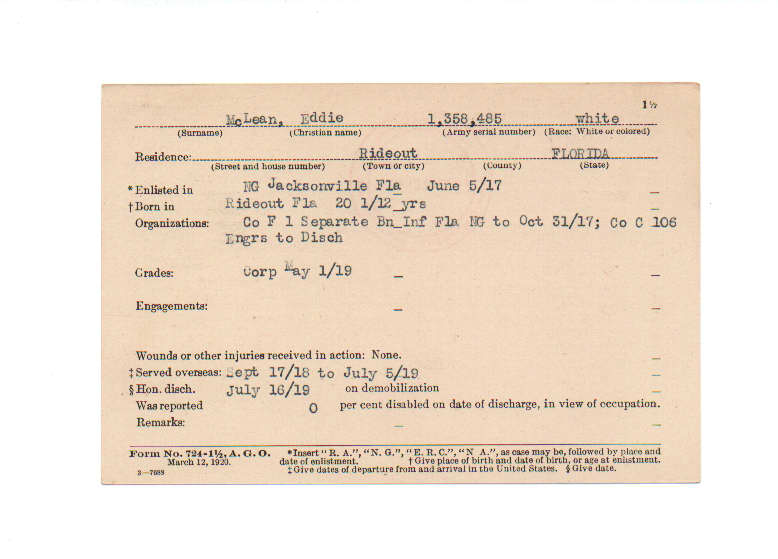 1 ½
McLean, Eddie 1,358,485 white
(Surname) (Christian name) (Army serial number) (Race: White or colored)
Residence: Rideout FLORIDA
(Street and house number) (Town or city) (County) (State)
*Enlisted in NG Jacksonville Fla June 5/17
†Born in Rideout Fla 20 1/12 yrs
Organizations: Co F 1 Separate Bn Inf Fla NG to Oct 31/17; Co C 106
Engrs to Disch
Grades: Corp May 1/19
Engagements:
Wounds or other injuries received in action: None.
‡Served overseas: Sept 17/18 to July 5/19
§Hon. disch. July 16/19 on demobilization
Was reported 0 per cent disabled on date of discharge, in view of occupation.
Remarks:
Form No. 724-1½, A. G. O. *Insert "R. A.", "N. G.", "E. R. C.", "N A.", as case may be, followed by place and
March 12, 1920. date of enlistment. †Give place of birth and date of birth, or age at enlistment.
3—7688 ‡Give dates of departure from and arrival in the United States. §Give date.